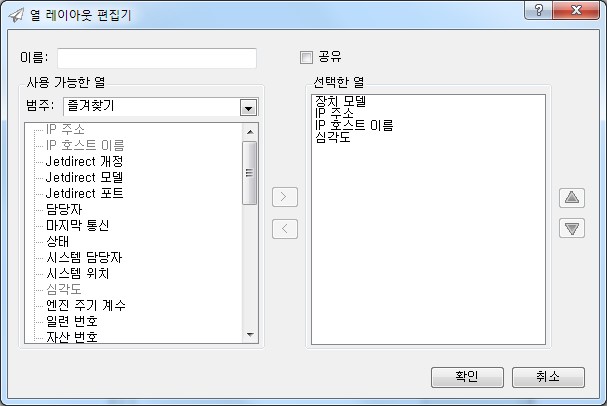 열 레이아웃 편집기
이름:
공유
사용 가능한 열
범주: 즐겨찾기
IP 주소
IP 호스트 이름
Jetdirect 개정
Jetdirect 모델
Jetdirect 포트
담당자
마지막 통신
상태
시스템 담당자
시스템 위치
심각도
엔진 주기 계수
일련 번호
자산 번호
선택한 열
장치 모델
IP 주소
IP 호스트 이름
심각도
확인
취소